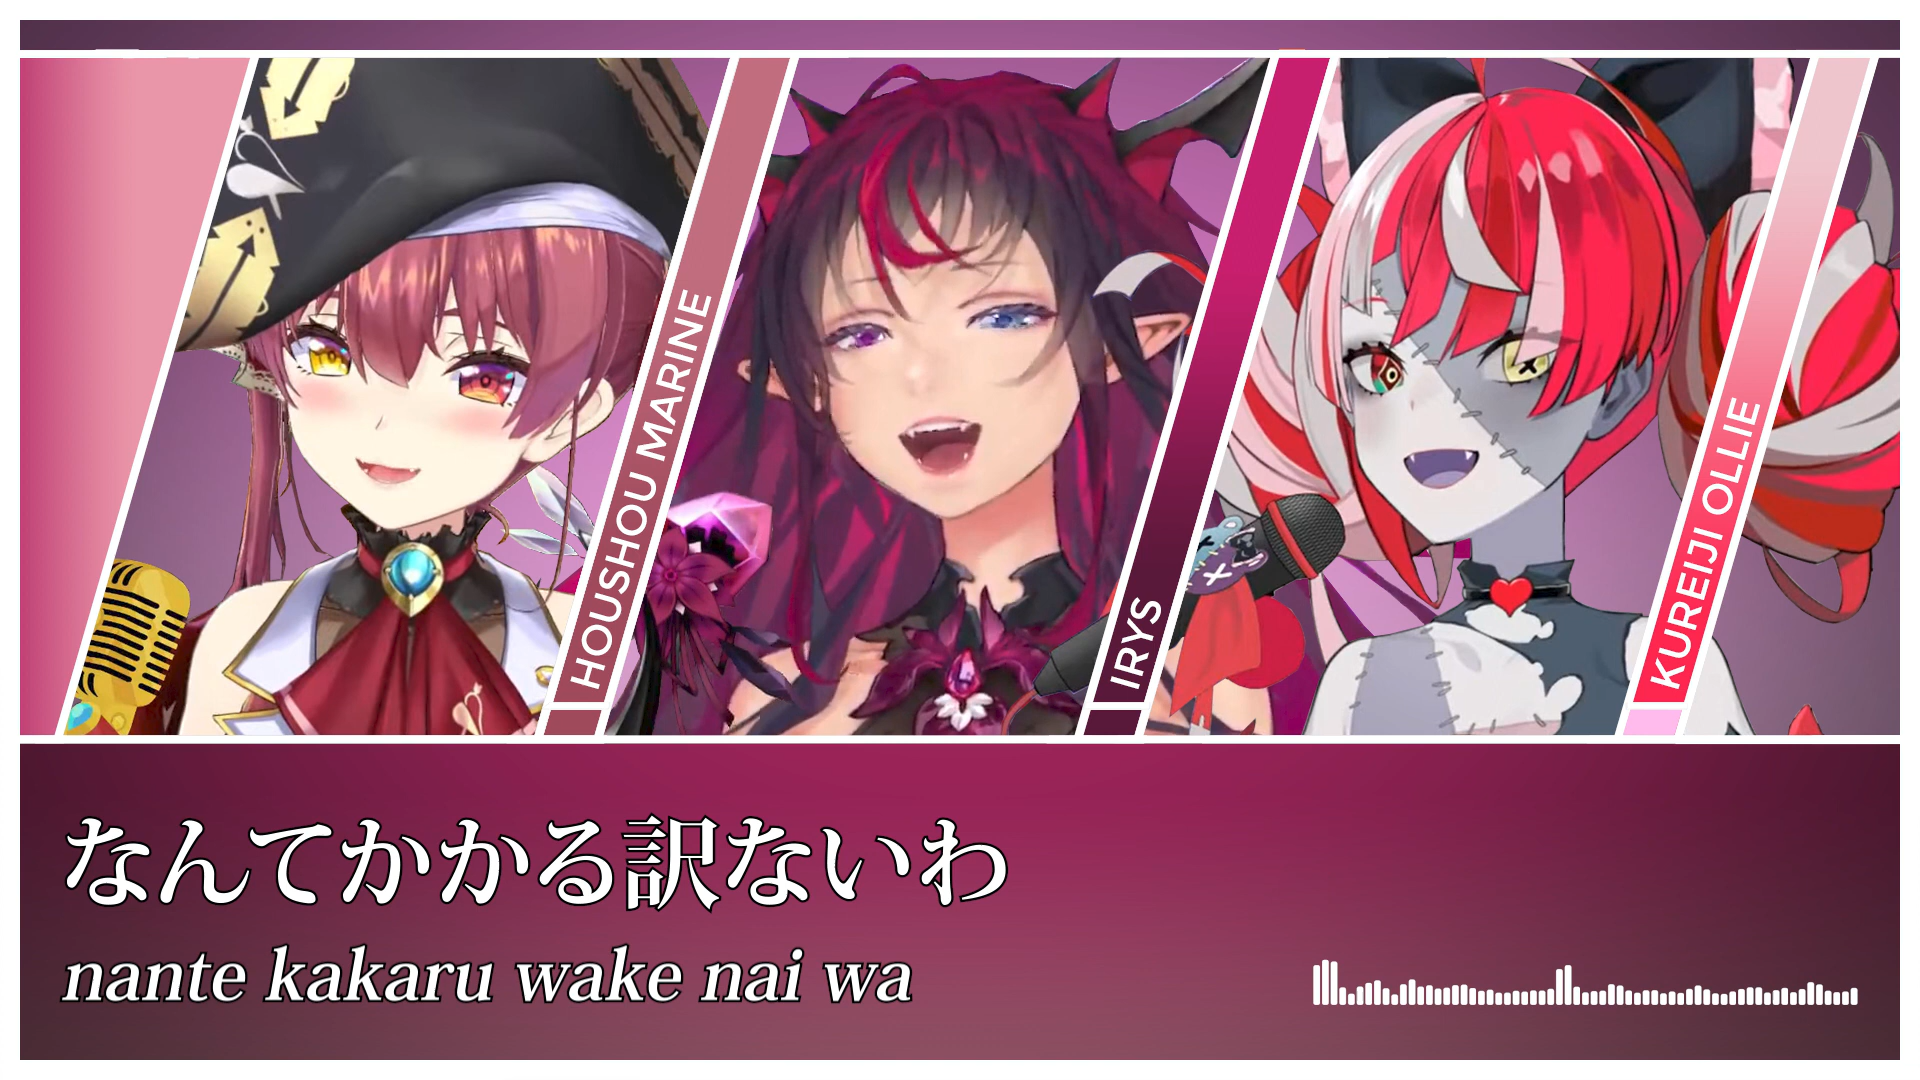 HOUSHOU MARINE
IRYS
KUREIJI OLLIE
なんてかかる訳ないわ
nante kakaru wake nai wa